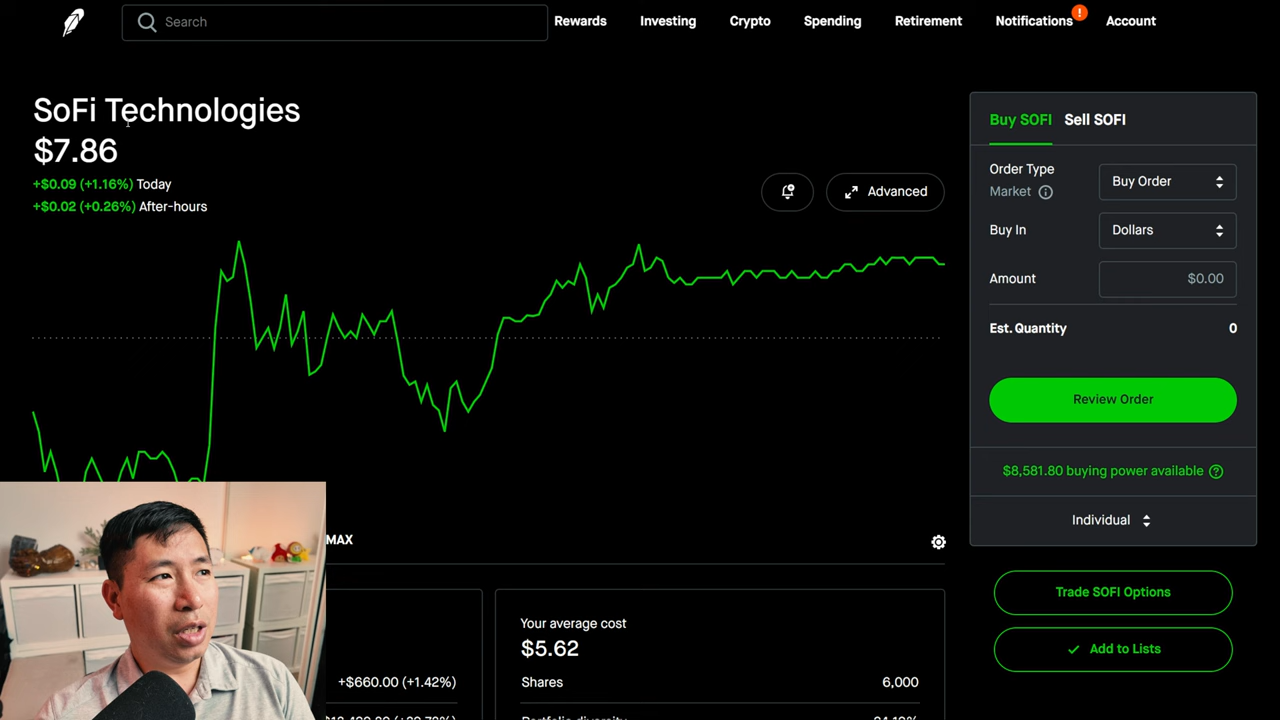 Search
Rewards
Investing
Crypto
Spending
Retirement
Notifications
!
Account
SoFi Technologies
$7.86
+$0.09 (+1.16%) Today
+$0.02 (+0.26%) After-hours
Advanced
MAX
Your average cost
$5.62
+$660.00 (+1.42%)
Shares 6,000
Buy SOFI Sell SOFI
Order Type
Market
Buy Order
Buy In Dollars
Amount $0.00
Est. Quantity 0
Review Order
$8,581.80 buying power available
Individual
Trade SOFI Options
Add to Lists